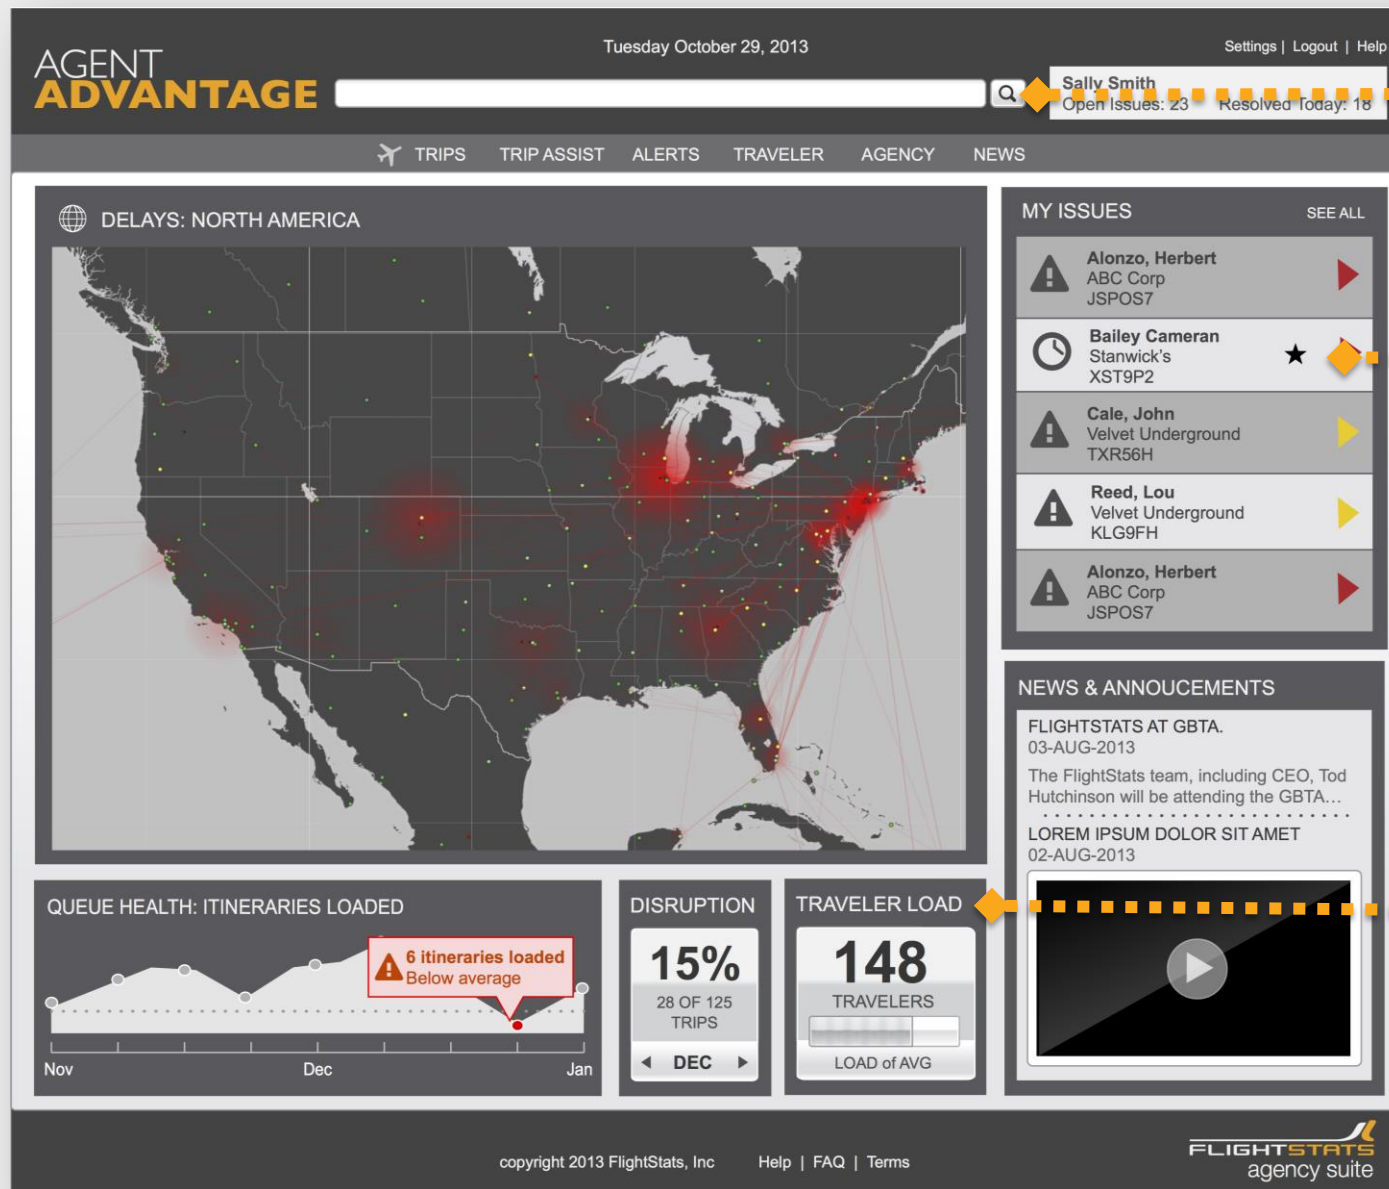 AGENT
ADVANTAGE
Tuesday October 29, 2013
Settings | Logout | Help
Sally Smith
Open Issues: 23 Resolved Today: 18
TRIPS TRIP ASSIST ALERTS TRAVELER AGENCY NEWS
DELAYS: NORTH AMERICA
MY ISSUES SEE ALL
Alonzo, Herbert
ABC Corp
JSPOS7
Bailey Cameran
Stanwick's
XST9P2
Cale, John
Velvet Underground
TXR56H
Reed, Lou
Velvet Underground
KLG9FH
Alonzo, Herbert
ABC Corp
JSPOS7
NEWS & ANNOUCEMENTS
FLIGHTSTATS AT GBTA.
03-AUG-2013
The FlightStats team, including CEO, Tod
Hutchinson will be attending the GBTA...
LOREM IPSUM DOLOR SIT AMET
02-AUG-2013
QUEUE HEALTH: ITINERARIES LOADED
6 itineraries loaded
Below average
Nov Dec Jan
DISRUPTION
15%
28 OF 125
TRIPS
DEC
TRAVELER LOAD
148
TRAVELERS
LOAD of AVG
copyright 2013 FlightStats, Inc Help | FAQ | Terms
FLIGHTSTATS
agency suite